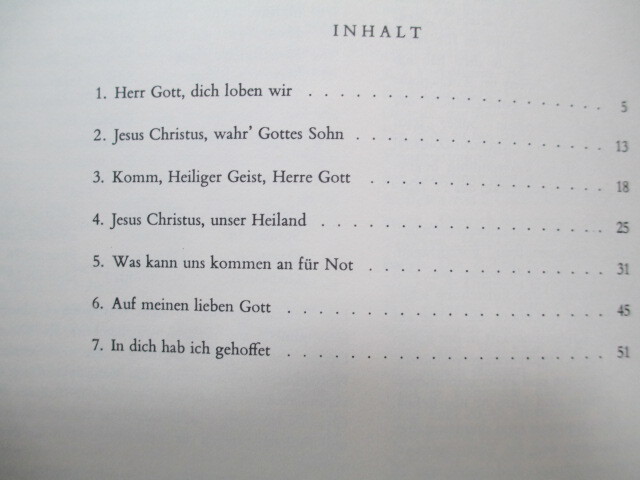 INHALT
1. Herr Gott, dich loben wir . . . . . . . . . . . . . . . . . . . 5
2. Jesus Christus, wahr' Gottes Sohn . . . . . . . . . . . . . . . . 13
3. Komm, Heiliger Geist, Herre Gott . . . . . . . . . . . . . . . 18
4. Jesus Christus, unser Heiland . . . . . . . . . . . . . . . . . . 25
5. Was kann uns kommen an für Not . . . . . . . . . . . . . . . 31
6. Auf meinen lieben Gott . . . . . . . . . . . . . . . . . . . . 45
7. In dich hab ich gehoffet . . . . . . . . . . . . . . . . . . . . 51